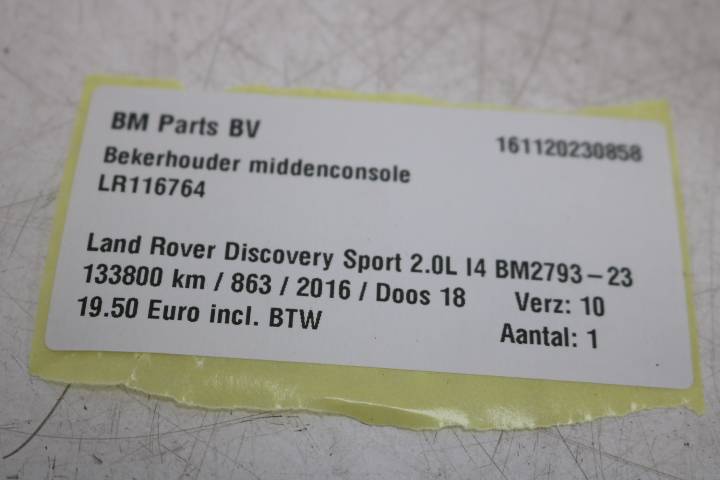 BM Parts BV 161120230858
Bekerhouder middenconsole
LR116764
Land Rover Discovery Sport 2.0L I4 BM2793-23
133800 km / 863 / 2016 / Doos 18 Verz: 10
19.50 Euro incl. BTW Aantal: 1